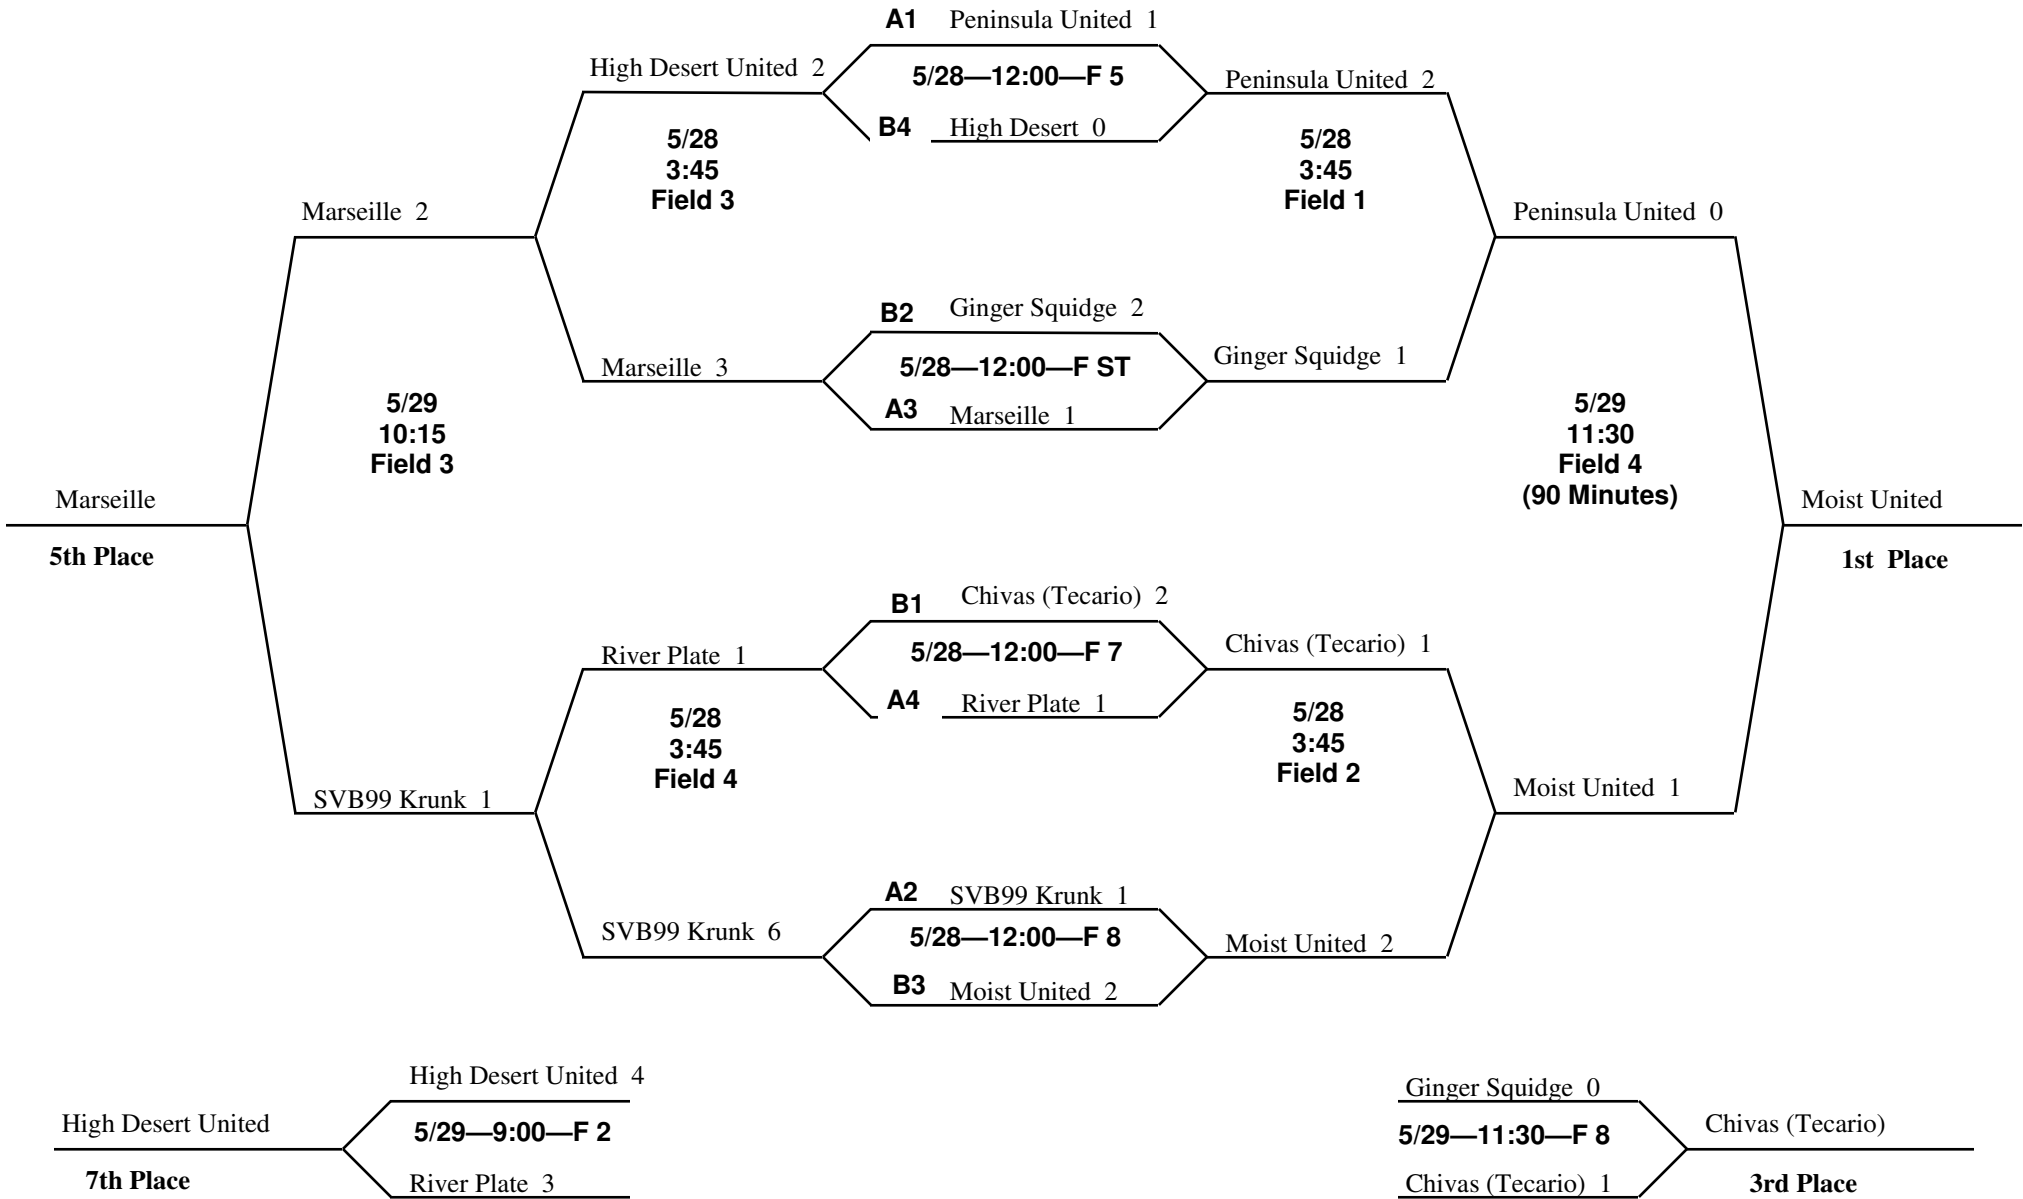 A1 Peninsula United 1
High Desert United 2
5/28—12:00—F 5
Peninsula United 2
B4 High Desert 0
5/28
3:45
Field 3
5/28
3:45
Field 1
Marseille 2
Peninsula United 0
B2 Ginger Squidge 2
Marseille 3
5/28—12:00—F ST
Ginger Squidge 1
A3 Marseille 1
5/29
10:15
Field 3
5/29
11:30
Field 4
(90 Minutes)
Marseille
5th Place
Moist United
1st Place
B1 Chivas (Tecario) 2
River Plate 1
5/28—12:00—F 7
Chivas (Tecario) 1
A4 River Plate 1
5/28
3:45
Field 4
5/28
3:45
Field 2
SVB99 Krunk 1
Moist United 1
A2 SVB99 Krunk 1
SVB99 Krunk 6
5/28—12:00—F 8
Moist United 2
B3 Moist United 2
High Desert United 4
High Desert United
5/29—9:00—F 2
7th Place
River Plate 3
Ginger Squidge 0
5/29—11:30—F 8
Chivas (Tecario)
Chivas (Tecario) 1
3rd Place